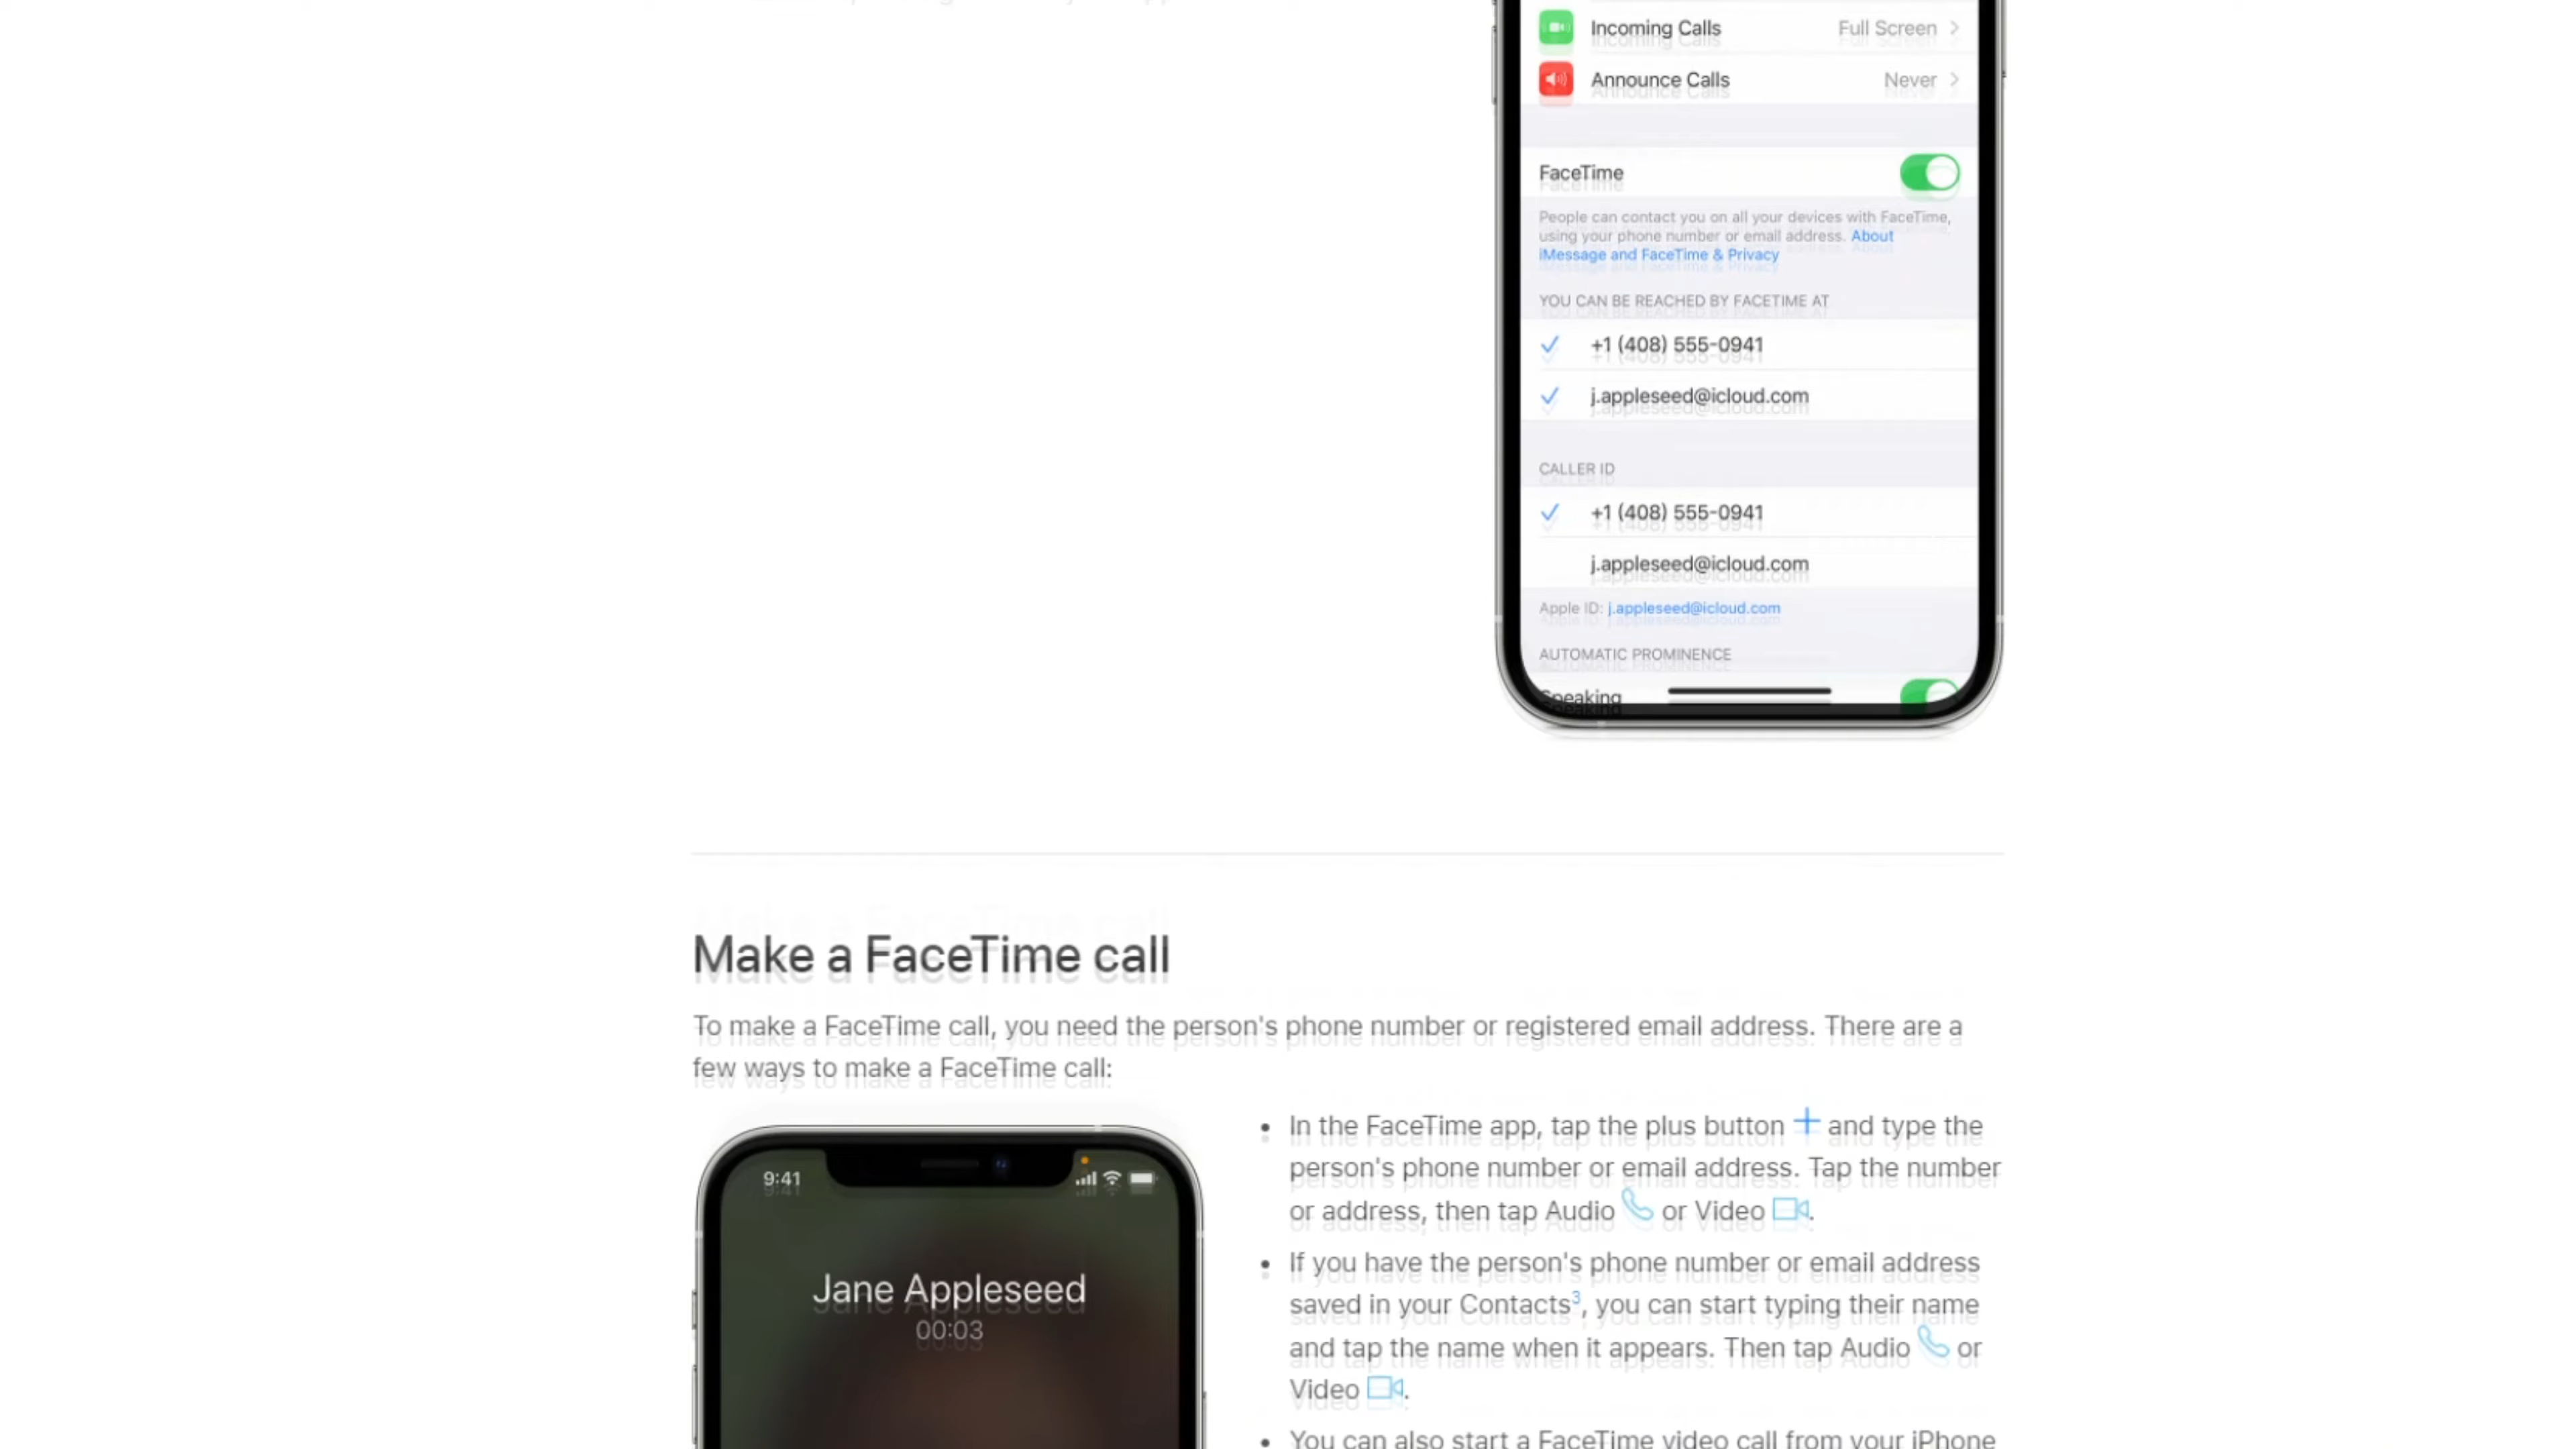 Incoming Calls Full Screen
Announce Calls Never
FaceTime
People can contact you on all your devices with FaceTime,
using your phone number or email address. About
iMessage and FaceTime & Privacy
YOU CAN BE REACHED BY FACETIME AT
+1 (408) 555-0941
j.appleseed@icloud.com
CALLER ID
+1 (408) 555-0941
j.appleseed@icloud.com
Apple ID: j.appleseed@icloud.com
AUTOMATIC PROMINENCE
Speaking
Make a FaceTime call
To make a FaceTime call, you need the person's phone number or registered email address. There are a
few ways to make a FaceTime call:
9:41
Jane Appleseed
00:03
• In the FaceTime app, tap the plus button + and type the
person's phone number or email address. Tap the number
or address, then tap Audio or Video .
• If you have the person's phone number or email address
saved in your Contacts³, you can start typing their name
and tap the name when it appears. Then tap Audio or
Video .
• You can also start a FaceTime video call from your iPhone